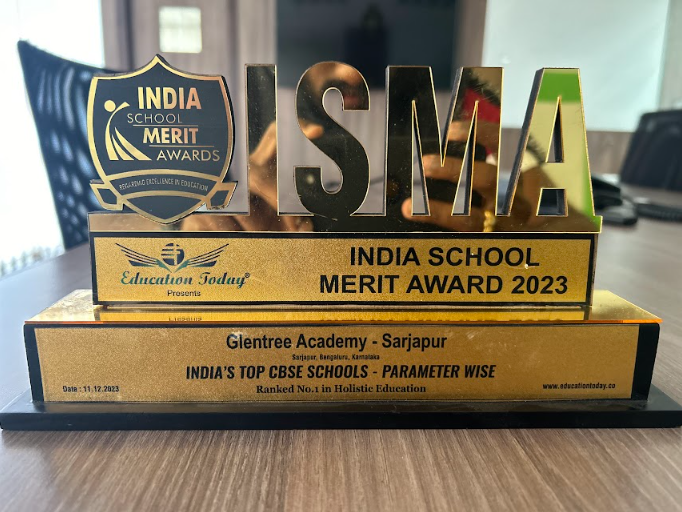 INDIA
SCHOOL
MERIT
AWARDS
REGARDING EXCELLENCE IN EDUCATION
ISMA
Education Today®
Presents
INDIA SCHOOL
MERIT AWARD 2023
Glentree Academy - Sarjapur
Sarjapur, Bengaluru, Karnataka
INDIA'S TOP CBSE SCHOOLS - PARAMETER WISE
Ranked No.1 in Holistic Education
Date : 11.12.2023
www.educationtoday.co